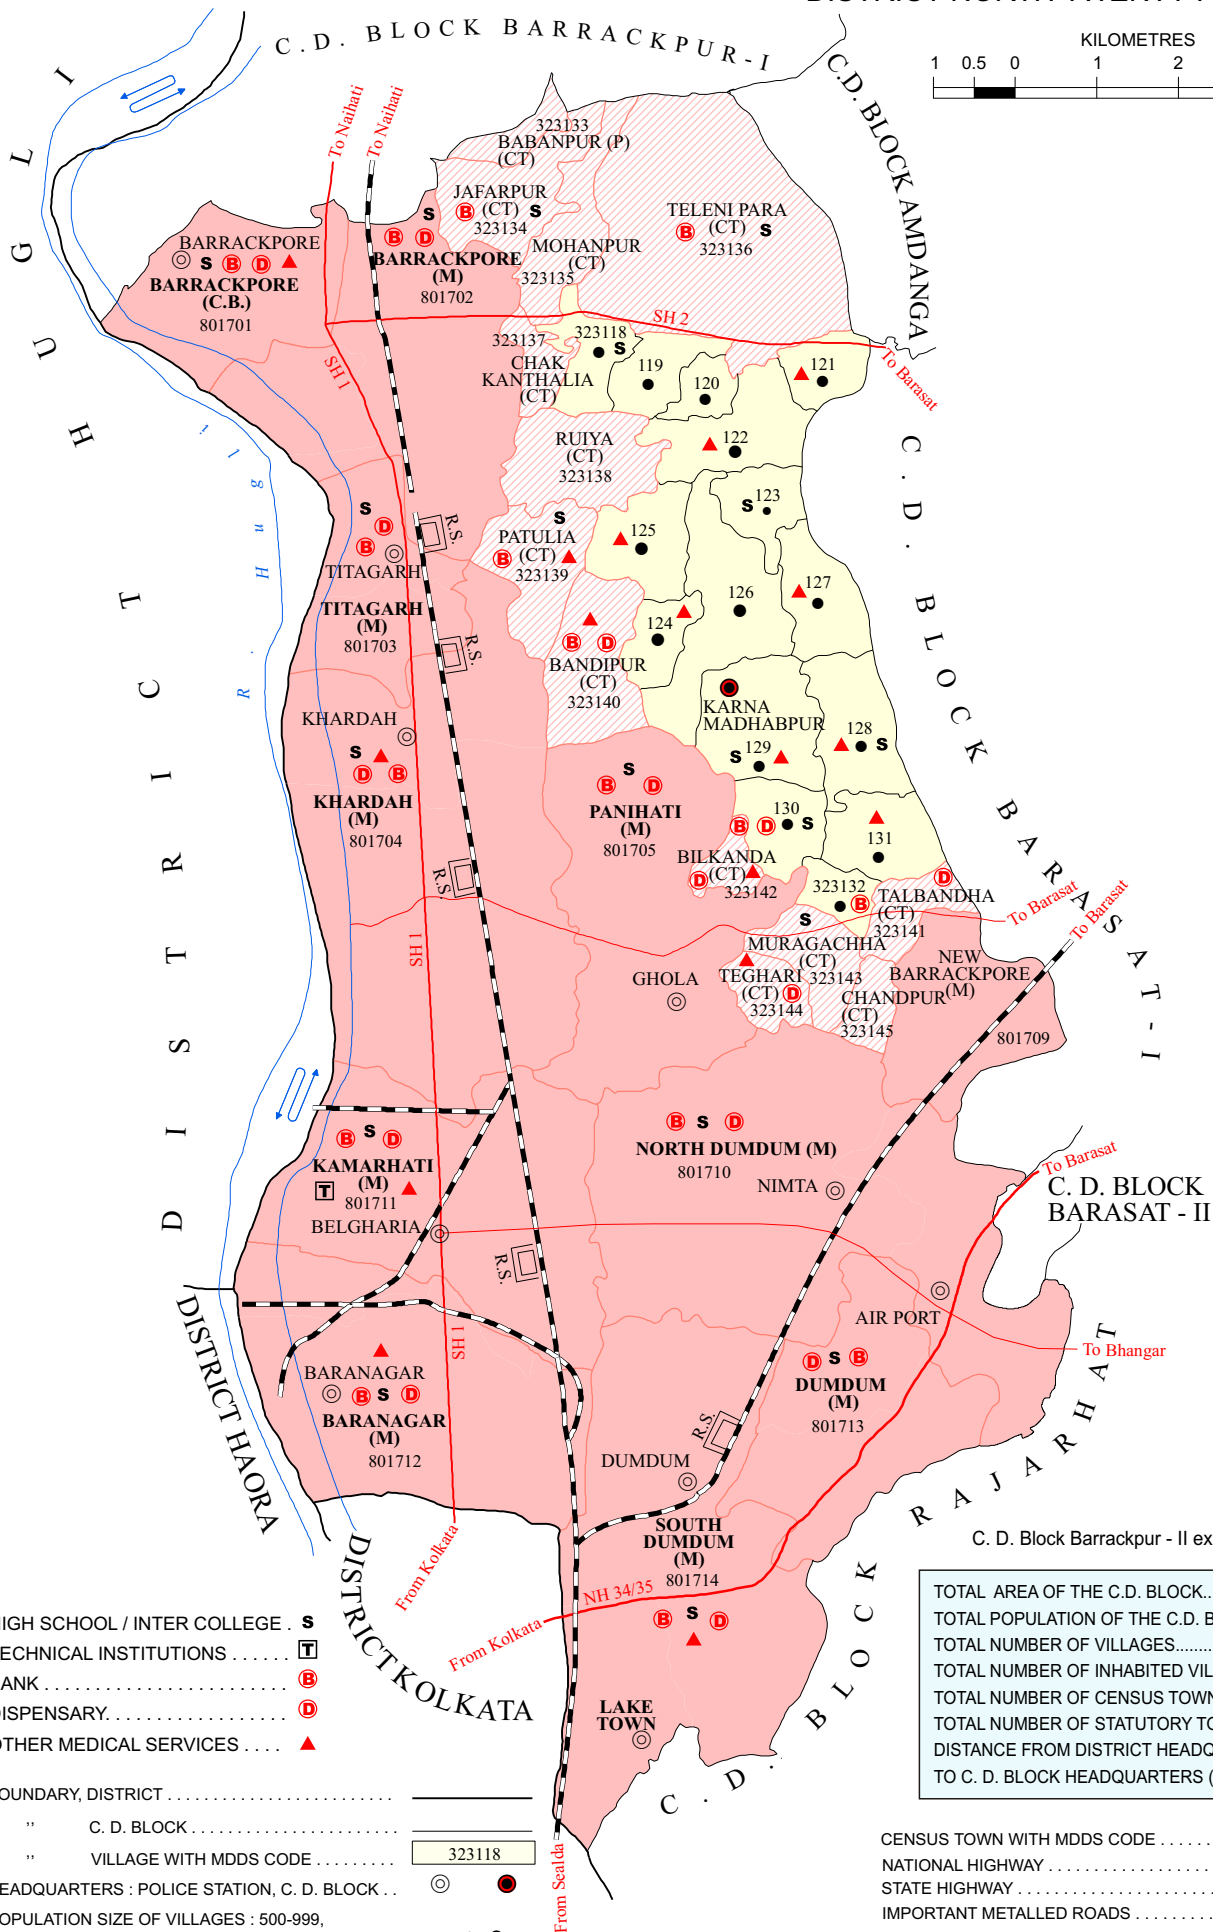 C.D. BLOCK BARRACKPUR-I
C.D. BLOCK AMDANGA
KILOMETRES
1 0.5 0 1 2
To Naihati
To Naihati
323133
BABANPUR (P)
(CT)
JAFARPUR
(CT)
323134
B S
TELENI PARA
(CT)
323136
B S
MOHANPUR
(CT)
323135
BARRACKPORE
S B D
BARRACKPORE
(C.B.)
801701
S
B D
BARRACKPORE
(M)
801702
SH 2
SH 1
To Barasat
323137
CHAK
KANTHALIA
(CT)
323118
S
119
120
121
122
S 123
RUIYA
(CT)
323138
S
PATULIA
(CT)
323139
B
125
126
127
124
S
D
B
TITAGARH
TITAGARH
(M)
801703
R.S.
R.S.
B D
BANDIPUR
(CT)
323140
KARNA
MADHABPUR
S 129
128 S
KHARDAH
S
D B
KHARDAH
(M)
801704
R.S.
S
B D
PANIHATI
(M)
801705
130
B D S
131
BILKANDA
(CT)
323142
D
323132
B
D
TALBANDHA
(CT)
323141
To Barasat
To Barasat
S
MURAGACHHA
(CT)
323143
TEGHARI
(CT)
323144
D
CHANDPUR
(CT)
323145
NEW
BARRACKPORE
(M)
801709
GHOLA
SH 1
R. Hugli
HUGLI
DISTRICT
C. D. BLOCK BARASAT - I
B S D
KAMARHATI
(M)
801711
T
BELGHARIA
B S D
NORTH DUMDUM (M)
801710
NIMTA
To Barasat
C. D. BLOCK
BARASAT - II
R.S.
AIR PORT
To Bhangar
SH 1
BARANAGAR
B S D
BARANAGAR
(M)
801712
D S B
DUMDUM
(M)
801713
R.S.
DUMDUM
DISTRICT HAORA
DISTRICT KOLKATA
From Kolkata
From Kolkata
NH 34/35
SOUTH
DUMDUM
(M)
801714
B S D
LAKE
TOWN
From Sealda
C. D. BLOCK RAJARHAT
C. D. Block Barrackpur - II ex
TOTAL AREA OF THE C.D. BLOCK..
TOTAL POPULATION OF THE C.D. B
TOTAL NUMBER OF VILLAGES........
TOTAL NUMBER OF INHABITED VIL
TOTAL NUMBER OF CENSUS TOWN
TOTAL NUMBER OF STATUTORY TO
DISTANCE FROM DISTRICT HEADQ
TO C. D. BLOCK HEADQUARTERS (
IGH SCHOOL / INTER COLLEGE . S
ECHNICAL INSTITUTIONS . . . . . . T
ANK . . . . . . . . . . . . . . . . . . . . . . . B
ISPENSARY. . . . . . . . . . . . . . . . . D
OTHER MEDICAL SERVICES . . . .
OUNDARY, DISTRICT . . . . . . . . . . . . . . . . . . . . . . . .
,, C. D. BLOCK . . . . . . . . . . . . . . . . . . . . . .
,, VILLAGE WITH MDDS CODE . . . . . . . . 323118
EADQUARTERS : POLICE STATION, C. D. BLOCK . .
OPULATION SIZE OF VILLAGES : 500-999,
CENSUS TOWN WITH MDDS CODE . . . . . .
NATIONAL HIGHWAY . . . . . . . . . . . . . . . . . .
STATE HIGHWAY . . . . . . . . . . . . . . . . . . . . .
IMPORTANT METALLED ROADS . . . . . . . . .